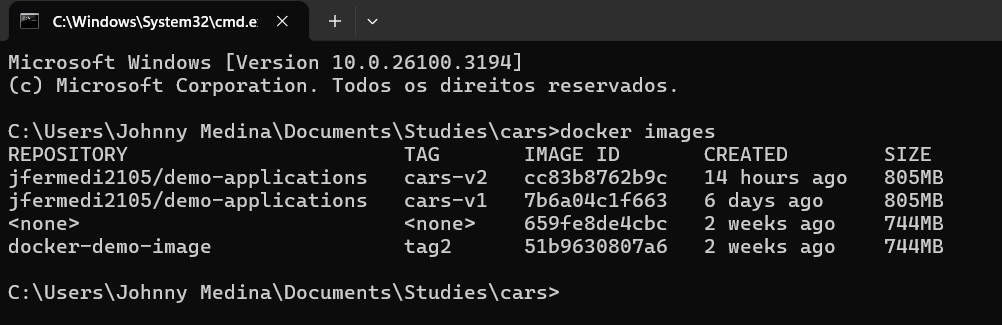 C:\Windows\System32\cmd.e
Microsoft Windows [Version 10.0.26100.3194]
(c) Microsoft Corporation. Todos os direitos reservados.
C:\Users\Johnny Medina\Documents\Studies\cars>docker images
REPOSITORY TAG IMAGE ID CREATED SIZE
jfermedi2105/demo-applications cars-v2 cc83b8762b9c 14 hours ago 805MB
jfermedi2105/demo-applications cars-v1 7b6a04c1f663 6 days ago 805MB
<none> <none> 659fe8de4cbc 2 weeks ago 744MB
docker-demo-image tag2 51b9630807a6 2 weeks ago 744MB
C:\Users\Johnny Medina\Documents\Studies\cars>